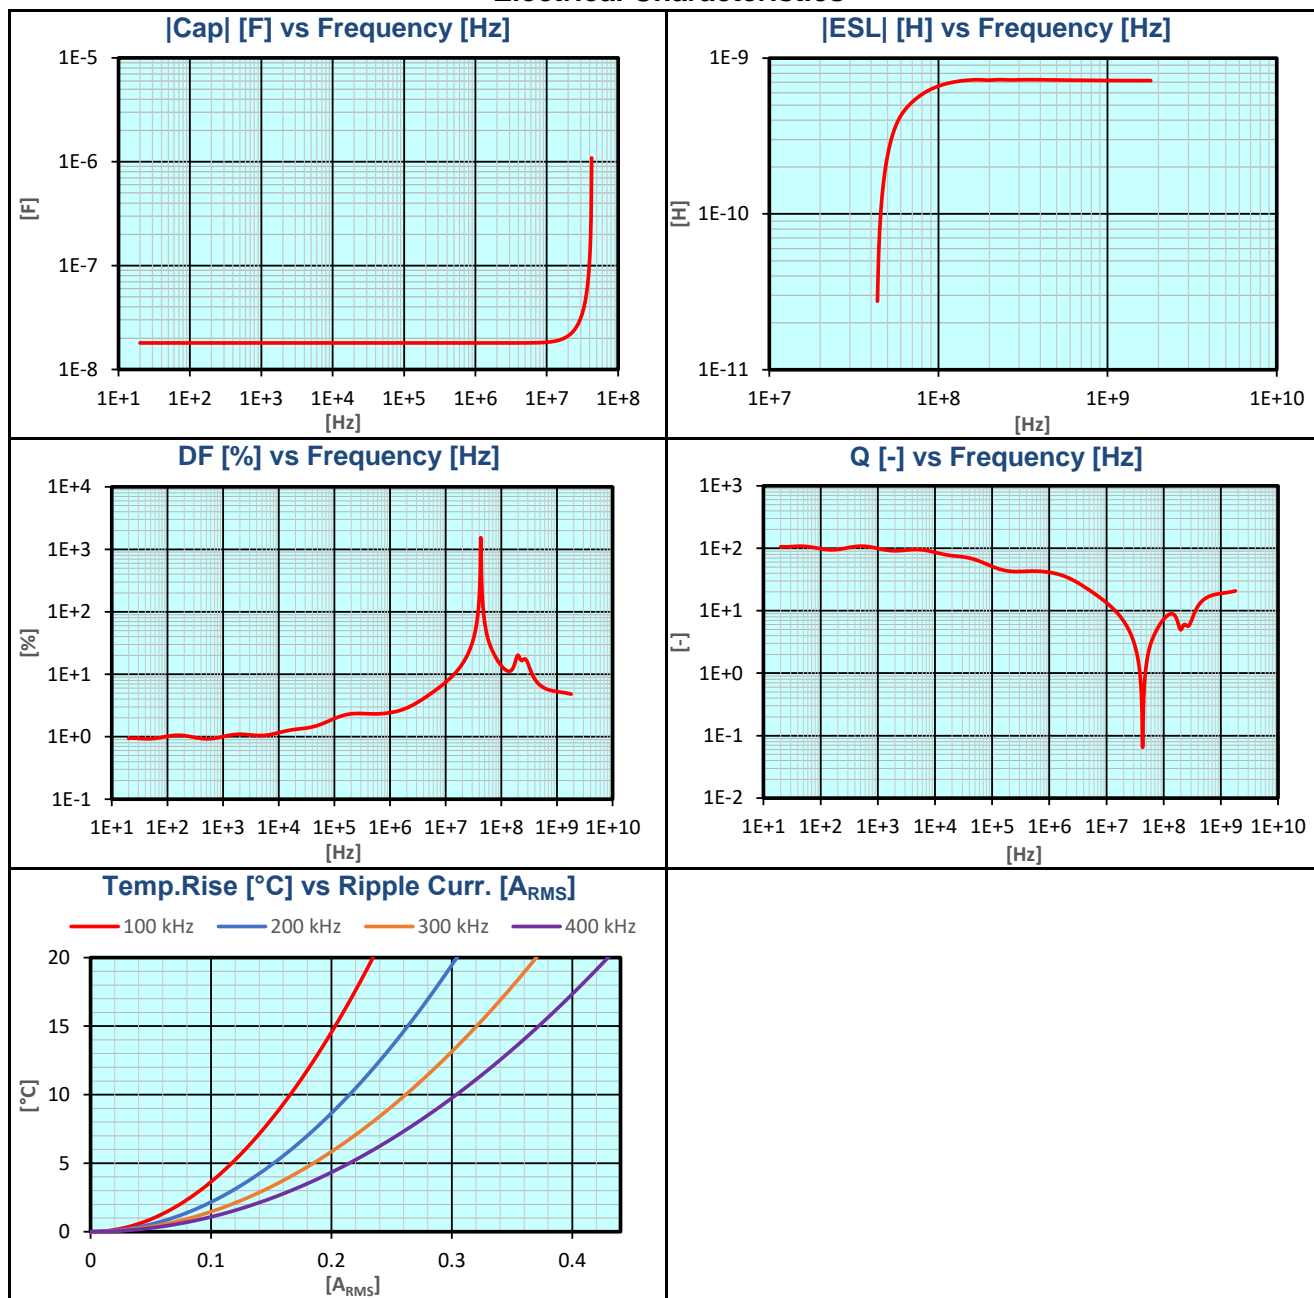 |Cap| [F] vs Frequency [Hz]
1E-5
1E-6
1E-7
1E-8
[F]
1E+1 1E+2 1E+3 1E+4 1E+5 1E+6 1E+7 1E+8
[Hz]
|ESL| [H] vs Frequency [Hz]
1E-9
1E-10
1E-11
[H]
1E+7 1E+8 1E+9 1E+10
[Hz]
DF [%] vs Frequency [Hz]
1E+4
1E+3
1E+2
1E+1
1E+0
1E-1
[%]
1E+1 1E+2 1E+3 1E+4 1E+5 1E+6 1E+7 1E+8 1E+9 1E+10
[Hz]
Q [-] vs Frequency [Hz]
1E+3
1E+2
1E+1
1E+0
1E-1
1E-2
[-]
1E+1 1E+2 1E+3 1E+4 1E+5 1E+6 1E+7 1E+8 1E+9 1E+10
[Hz]
Temp.Rise [°C] vs Ripple Curr. [ARMS]
100 kHz 200 kHz 300 kHz 400 kHz
20
15
10
5
0
[°C]
0 0.1 0.2 0.3 0.4
[ARMS]